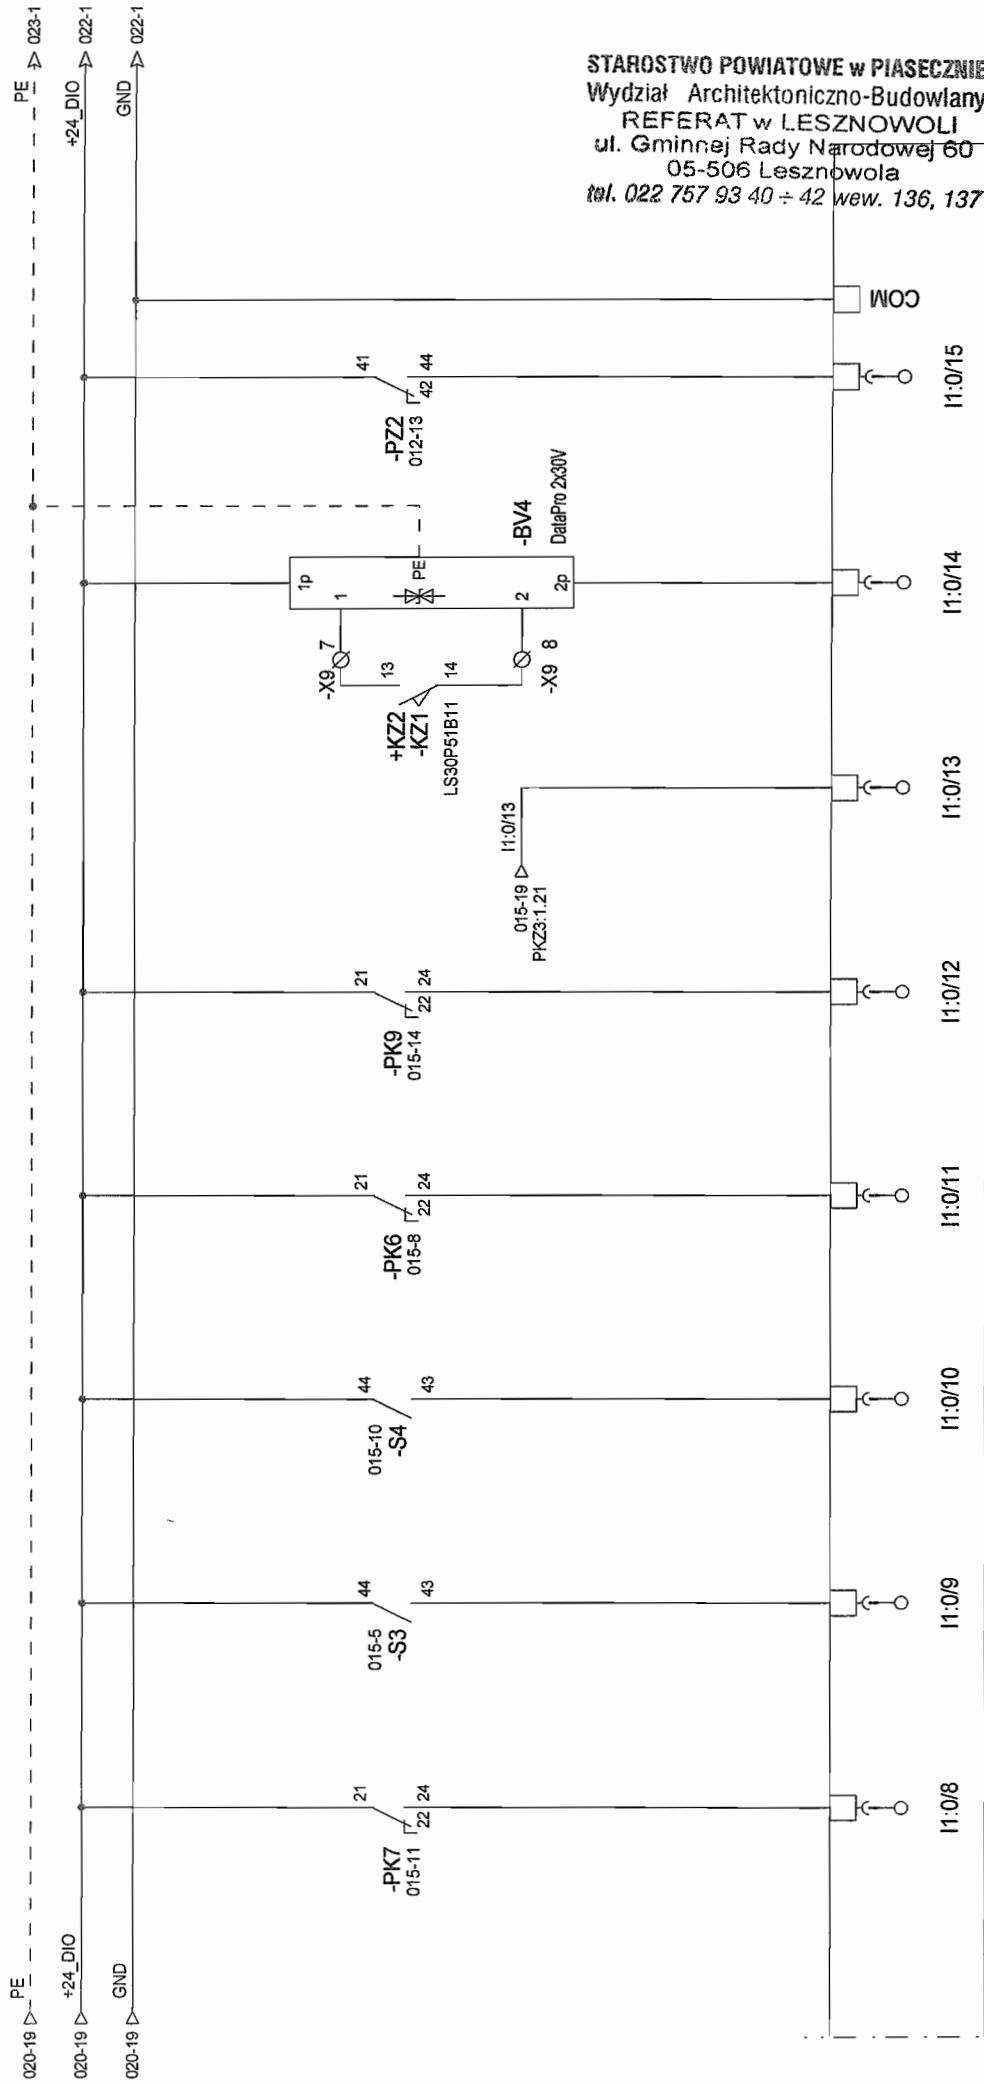 STAROSTWO POWIATOWE w PIASECZNIE
Wydział Architektoniczno-Budowlany
REFERAT w LESZNOWOLI
ul. Gminnej Rady Narodowej 60
05-506 Lesznowola
tel. 022 757 93 40 ÷ 42 wew. 136, 137
020-19 PE
020-19 +24_DIO
020-19 GND
PE 023-1
+24_DIO 022-1
GND 022-1
-PK7
015-11
21
22 24
I1:0/8
015-5
-S3
44
43
I1:0/9
015-10
-S4
44
43
I1:0/10
-PK6
015-8
21
22 24
I1:0/11
-PK9
015-14
21
22 24
I1:0/12
015-19
PKZ3:1.21
I1:0/13
I1:0/13
+KZ2
-KZ1
LS30P51B11
13
14
-X9 7
-X9 8
1p
1
PE
2
2p
-BV4
DataPro 2x30V
I1:0/14
-PZ2
012-13
41
42 44
I1:0/15
COM